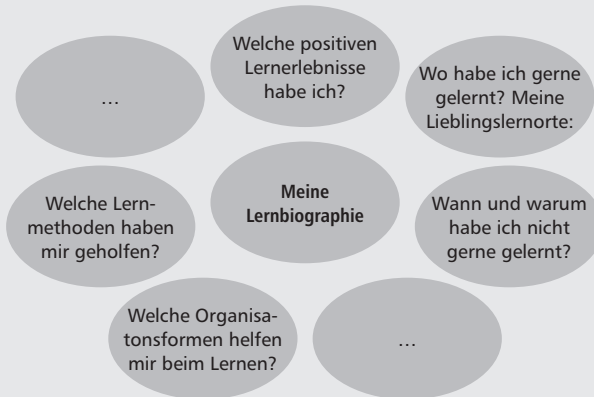 Welche positiven
Lernerlebnisse
habe ich?
Wo habe ich gerne
gelernt? Meine
Lieblingslernorte:
…
Meine
Lernbiographie
Welche Lern-
methoden haben
mir geholfen?
Wann und warum
habe ich nicht
gerne gelernt?
Welche Organisa-
tonsformen helfen
mir beim Lernen?
…